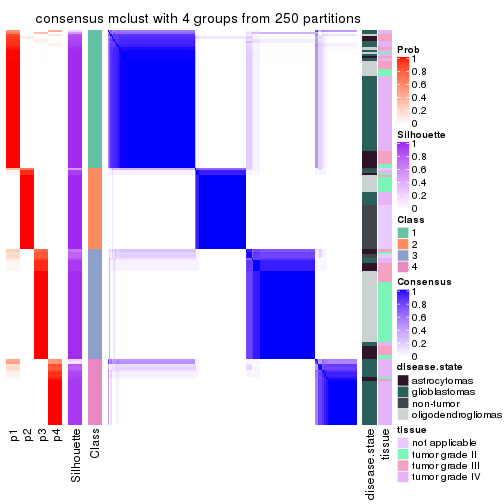 consensus mclust with 4 groups from 250 partitions
p1
p2
p3
p4
Silhouette
Class
disease.state
tissue
Prob
1
0.8
0.6
0.4
0.2
0
Silhouette
1
0.8
0.6
0.4
0.2
0
Class
1
2
3
4
Consensus
1
0.8
0.6
0.4
0.2
0
disease.state
astrocytomas
glioblastomas
non-tumor
oligodendrogliomas
tissue
not applicable
tumor grade II
tumor grade III
tumor grade IV